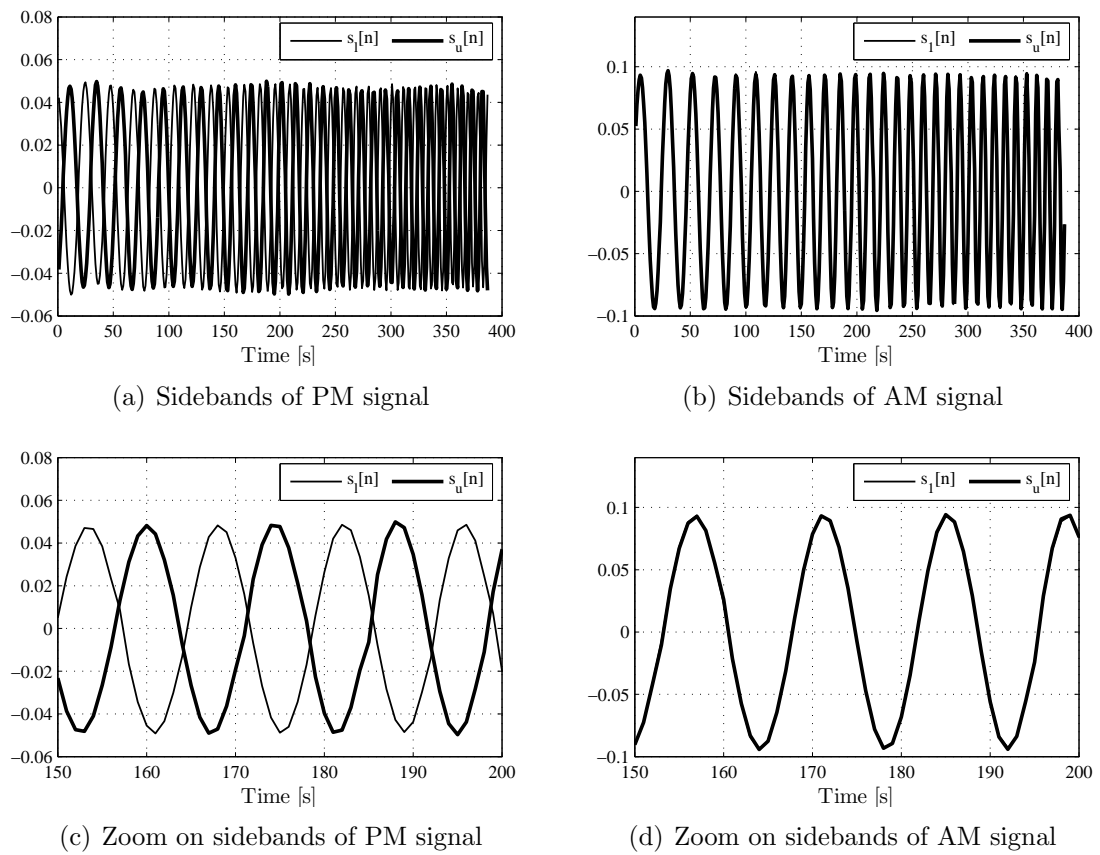 0.08
0.06
0.04
0.02
0
−0.02
−0.04
−0.06
0 50 100 150 200 250 300 350 400
s_l[n] s_u[n]
Time [s]
(a) Sidebands of PM signal
0.1
0.05
0
−0.05
−0.1
0 50 100 150 200 250 300 350 400
s_l[n] s_u[n]
Time [s]
(b) Sidebands of AM signal
0.08
0.06
0.04
0.02
0
−0.02
−0.04
−0.06
150 160 170 180 190 200
s_l[n] s_u[n]
Time [s]
(c) Zoom on sidebands of PM signal
0.1
0.05
0
−0.05
−0.1
150 160 170 180 190 200
s_l[n] s_u[n]
Time [s]
(d) Zoom on sidebands of AM signal